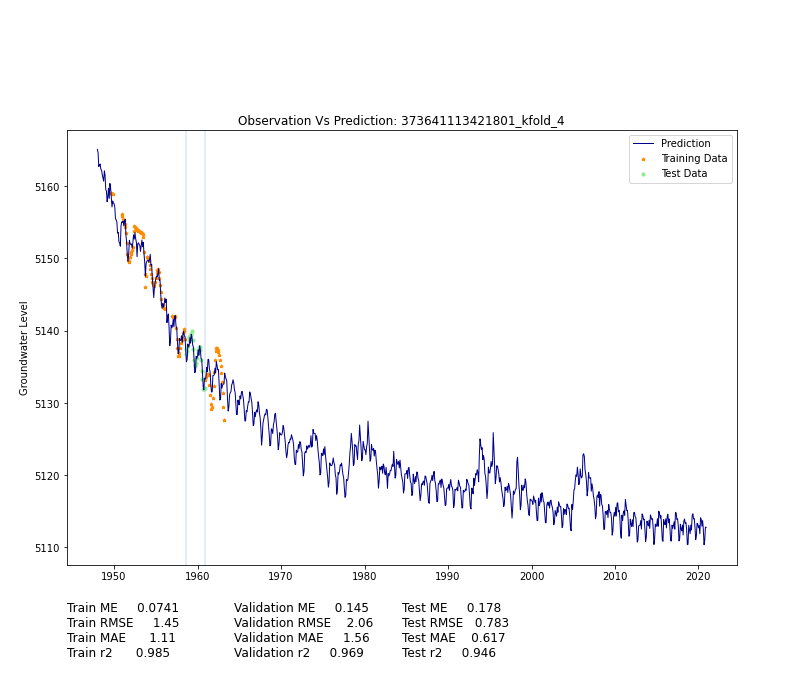 Observation Vs Prediction: 373641113421801_kfold_4
Prediction
Training Data
Test Data
Groundwater Level
5160
5150
5140
5130
5120
5110
1950 1960 1970 1980 1990 2000 2010 2020
Train ME 0.0741 Validation ME 0.145 Test ME 0.178
Train RMSE 1.45 Validation RMSE 2.06 Test RMSE 0.783
Train MAE 1.11 Validation MAE 1.56 Test MAE 0.617
Train r2 0.985 Validation r2 0.969 Test r2 0.946